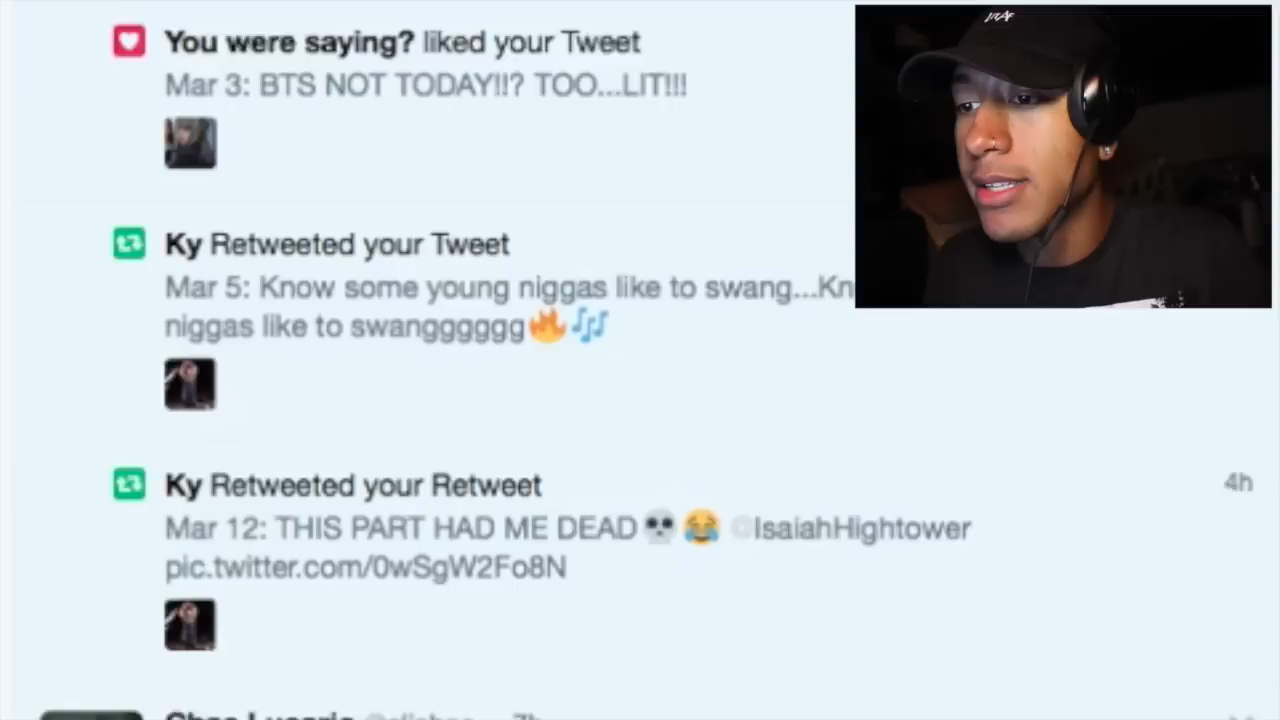 You were saying? liked your Tweet
Mar 3: BTS NOT TODAY!!? TOO...LIT!!!
Ky Retweeted your Tweet
Mar 5: Know some young niggas like to swang...Kn
niggas like to swangggggg🔥🎶
Ky Retweeted your Retweet
4h
Mar 12: THIS PART HAD ME DEAD💀😂 @IsaiahHightower
pic.twitter.com/0wSgW2Fo8N